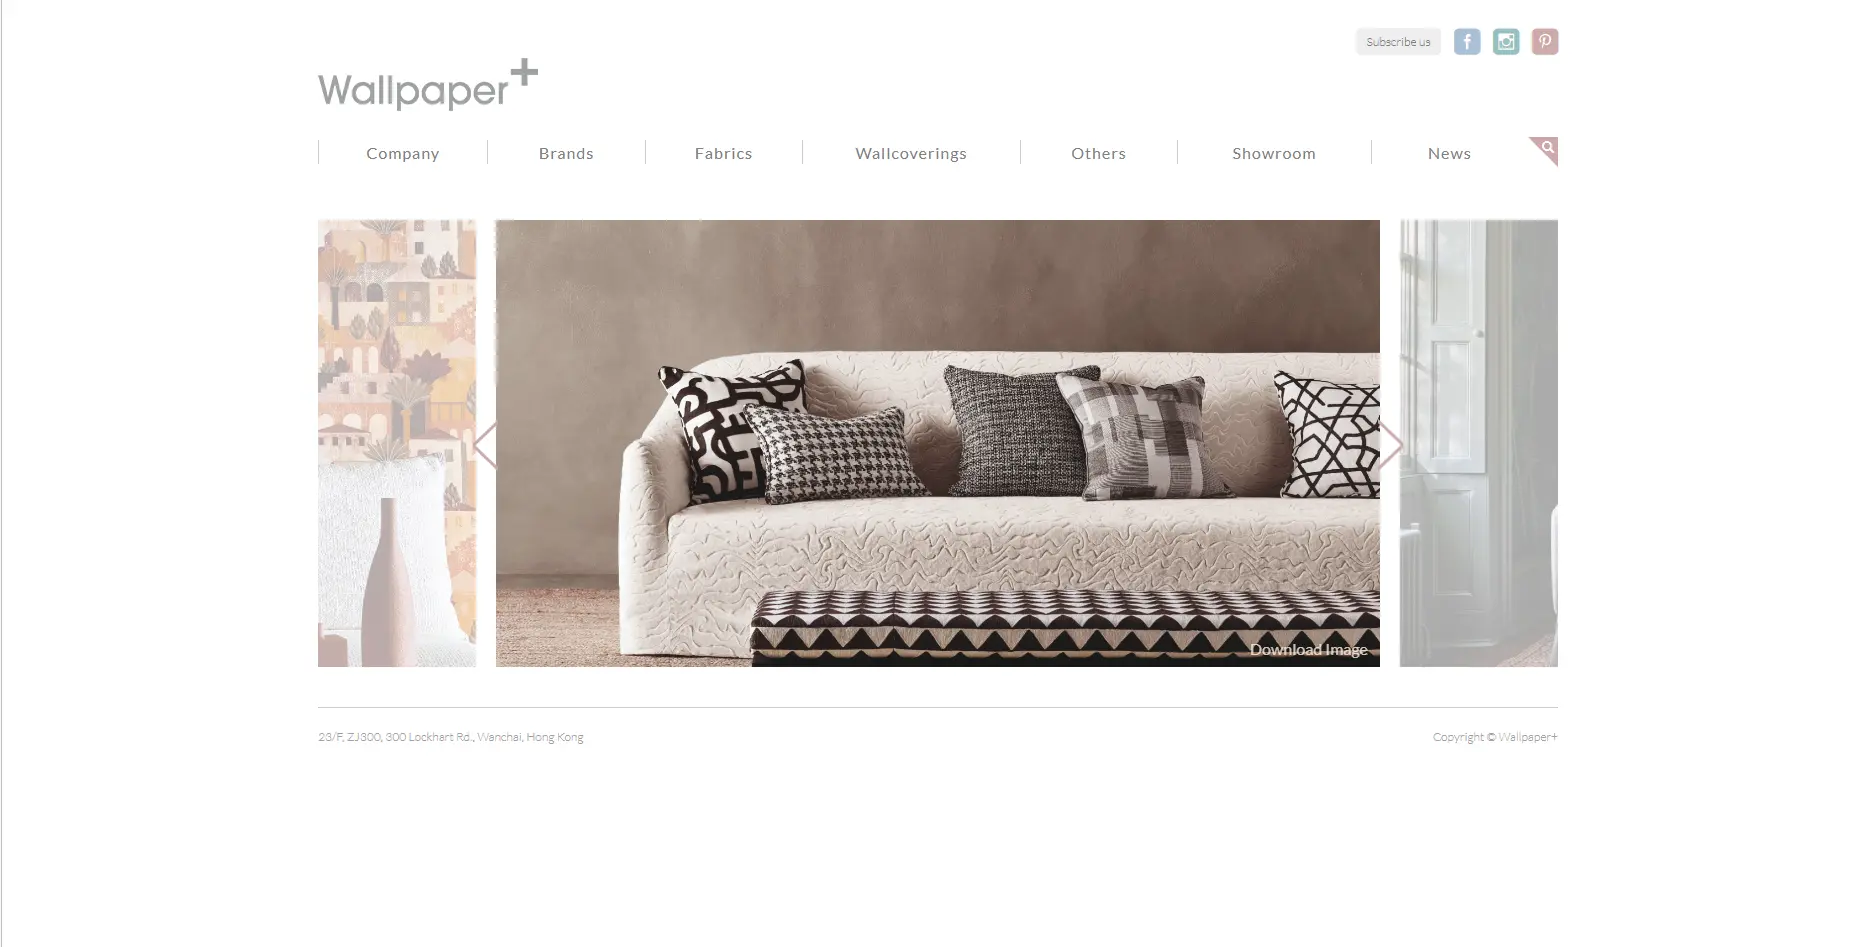 Subscribe us
Wallpaper+
Company
Brands
Fabrics
Wallcoverings
Others
Showroom
News
Download Image
23/F, ZJ300, 300 Lockhart Rd., Wanchai, Hong Kong
Copyright © Wallpaper+